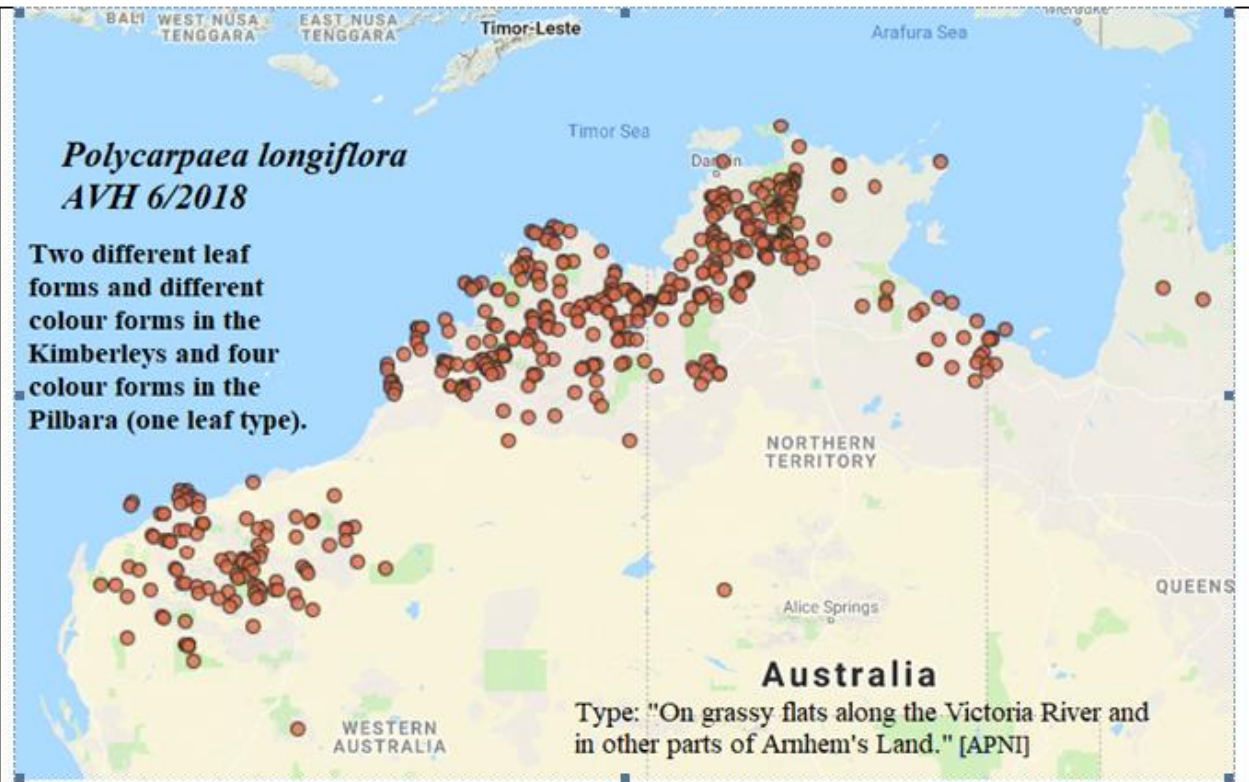 BALI WEST NUSA TENGGARA
EAST NUSA TENGGARA
Timor-Leste
Arafura Sea
Timor Sea
Polycarpaea longiflora
AVH 6/2018
Two different leaf
forms and different
colour forms in the
Kimberleys and four
colour forms in the
Pilbara (one leaf type).
NORTHERN
TERRITORY
QUEENS
Alice Springs
Australia
Type: "On grassy flats along the Victoria River and
in other parts of Arnhem's Land." [APNI]
WESTERN
AUSTRALIA